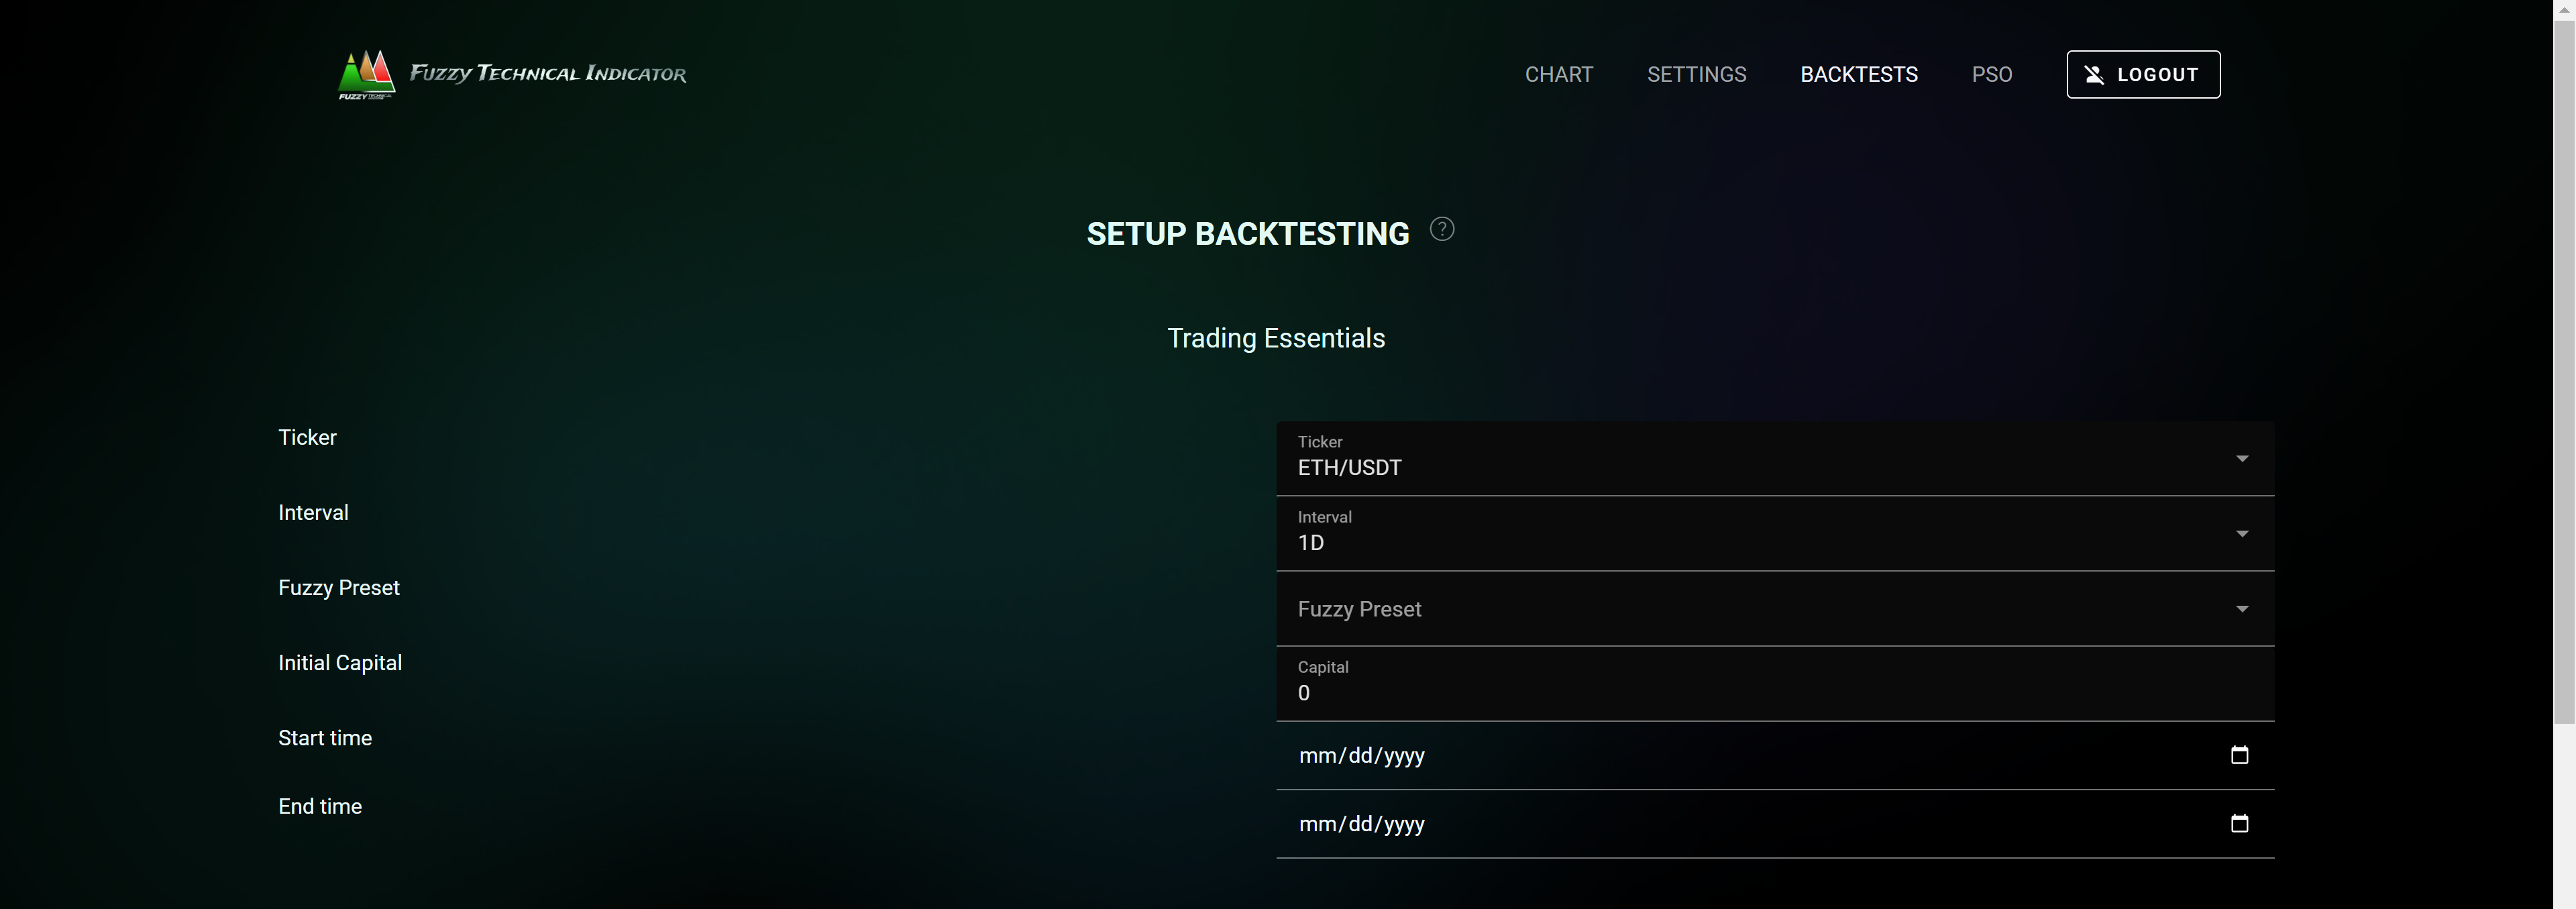 FUZZY TECHNICAL INDICATOR
CHART SETTINGS BACKTESTS PSO LOGOUT
FUZZY
SETUP BACKTESTING ?
Trading Essentials
Ticker
Ticker
ETH/USDT
Interval
Interval
1D
Fuzzy Preset
Fuzzy Preset
Initial Capital
Capital
0
Start time
mm/dd/yyyy
End time
mm/dd/yyyy